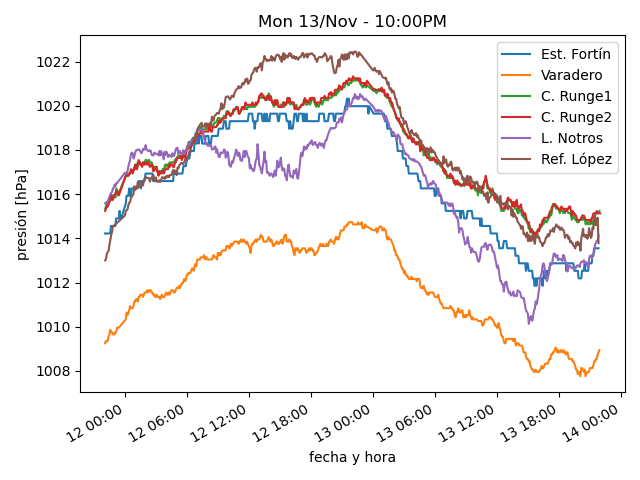 Mon 13/Nov - 10:00PM
Est. Fortín
Varadero
C. Runge1
C. Runge2
L. Notros
Ref. López
presión [hPa]
1022
1020
1018
1016
1014
1012
1010
1008
12 00:00
12 06:00
12 12:00
12 18:00
13 00:00
13 06:00
13 12:00
13 18:00
14 00:00
fecha y hora